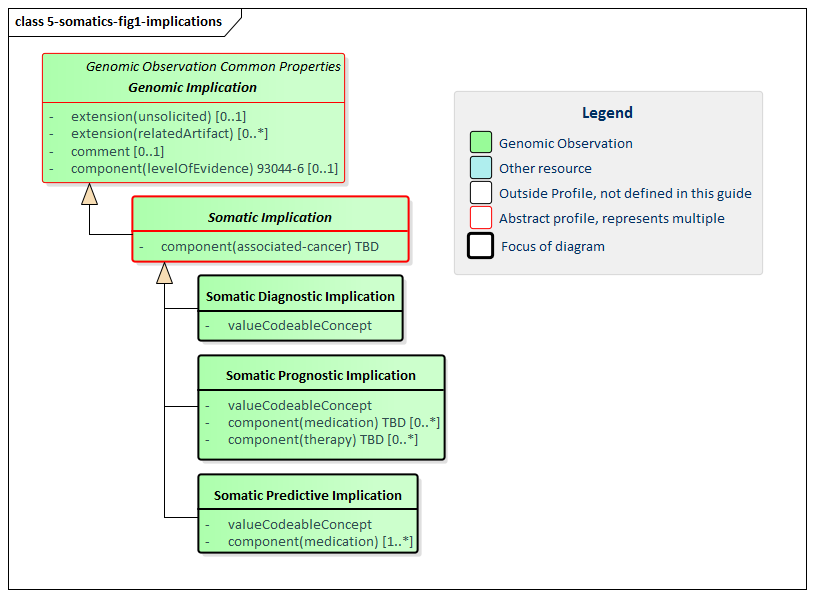 class 5-somatics-fig1-implications
Genomic Observation Common Properties
Genomic Implication
- extension(unsolicited) [0..1]
- extension(relatedArtifact) [0..*]
- comment [0..1]
- component(levelOfEvidence) 93044-6 [0..1]
Somatic Implication
- component(associated-cancer) TBD
Somatic Diagnostic Implication
- valueCodeableConcept
Somatic Prognostic Implication
- valueCodeableConcept
- component(medication) TBD [0..*]
- component(therapy) TBD [0..*]
Somatic Predictive Implication
- valueCodeableConcept
- component(medication) [1..*]
Legend
Genomic Observation
Other resource
Outside Profile, not defined in this guide
Abstract profile, represents multiple
Focus of diagram